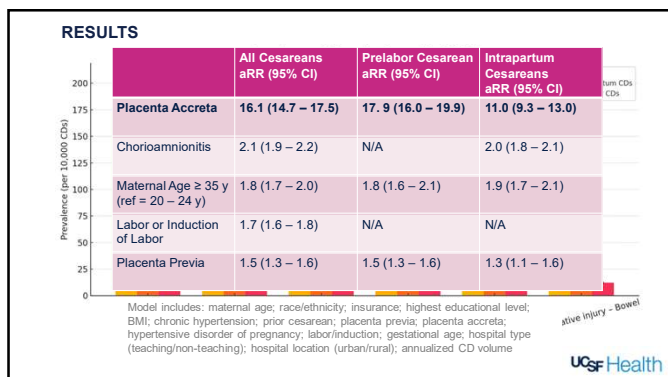 RESULTS
All Cesareans aRR (95% CI)
Prelabor Cesarean aRR (95% CI)
Intrapartum Cesareans aRR (95% CI)
Placenta Accreta 16.1 (14.7 – 17.5) 17. 9 (16.0 – 19.9) 11.0 (9.3 – 13.0)
Chorioamnionitis 2.1 (1.9 – 2.2) N/A 2.0 (1.8 – 2.1)
Maternal Age ≥ 35 y (ref = 20 – 24 y) 1.8 (1.7 – 2.0) 1.8 (1.6 – 2.1) 1.9 (1.7 – 2.1)
Labor or Induction of Labor 1.7 (1.6 – 1.8) N/A N/A
Placenta Previa 1.5 (1.3 – 1.6) 1.5 (1.3 – 1.6) 1.3 (1.1 – 1.6)
Prevalence (per 10,000 CDs)
200
175
150
125
100
75
50
25
0
CDs
CDs
injury – Bowel
Model includes: maternal age; race/ethnicity; insurance; highest educational level;
BMI; chronic hypertension; prior cesarean; placenta previa; placenta accreta;
hypertensive disorder of pregnancy; labor/induction; gestational age; hospital type
(teaching/non-teaching); hospital location (urban/rural); annualized CD volume
UCSF Health